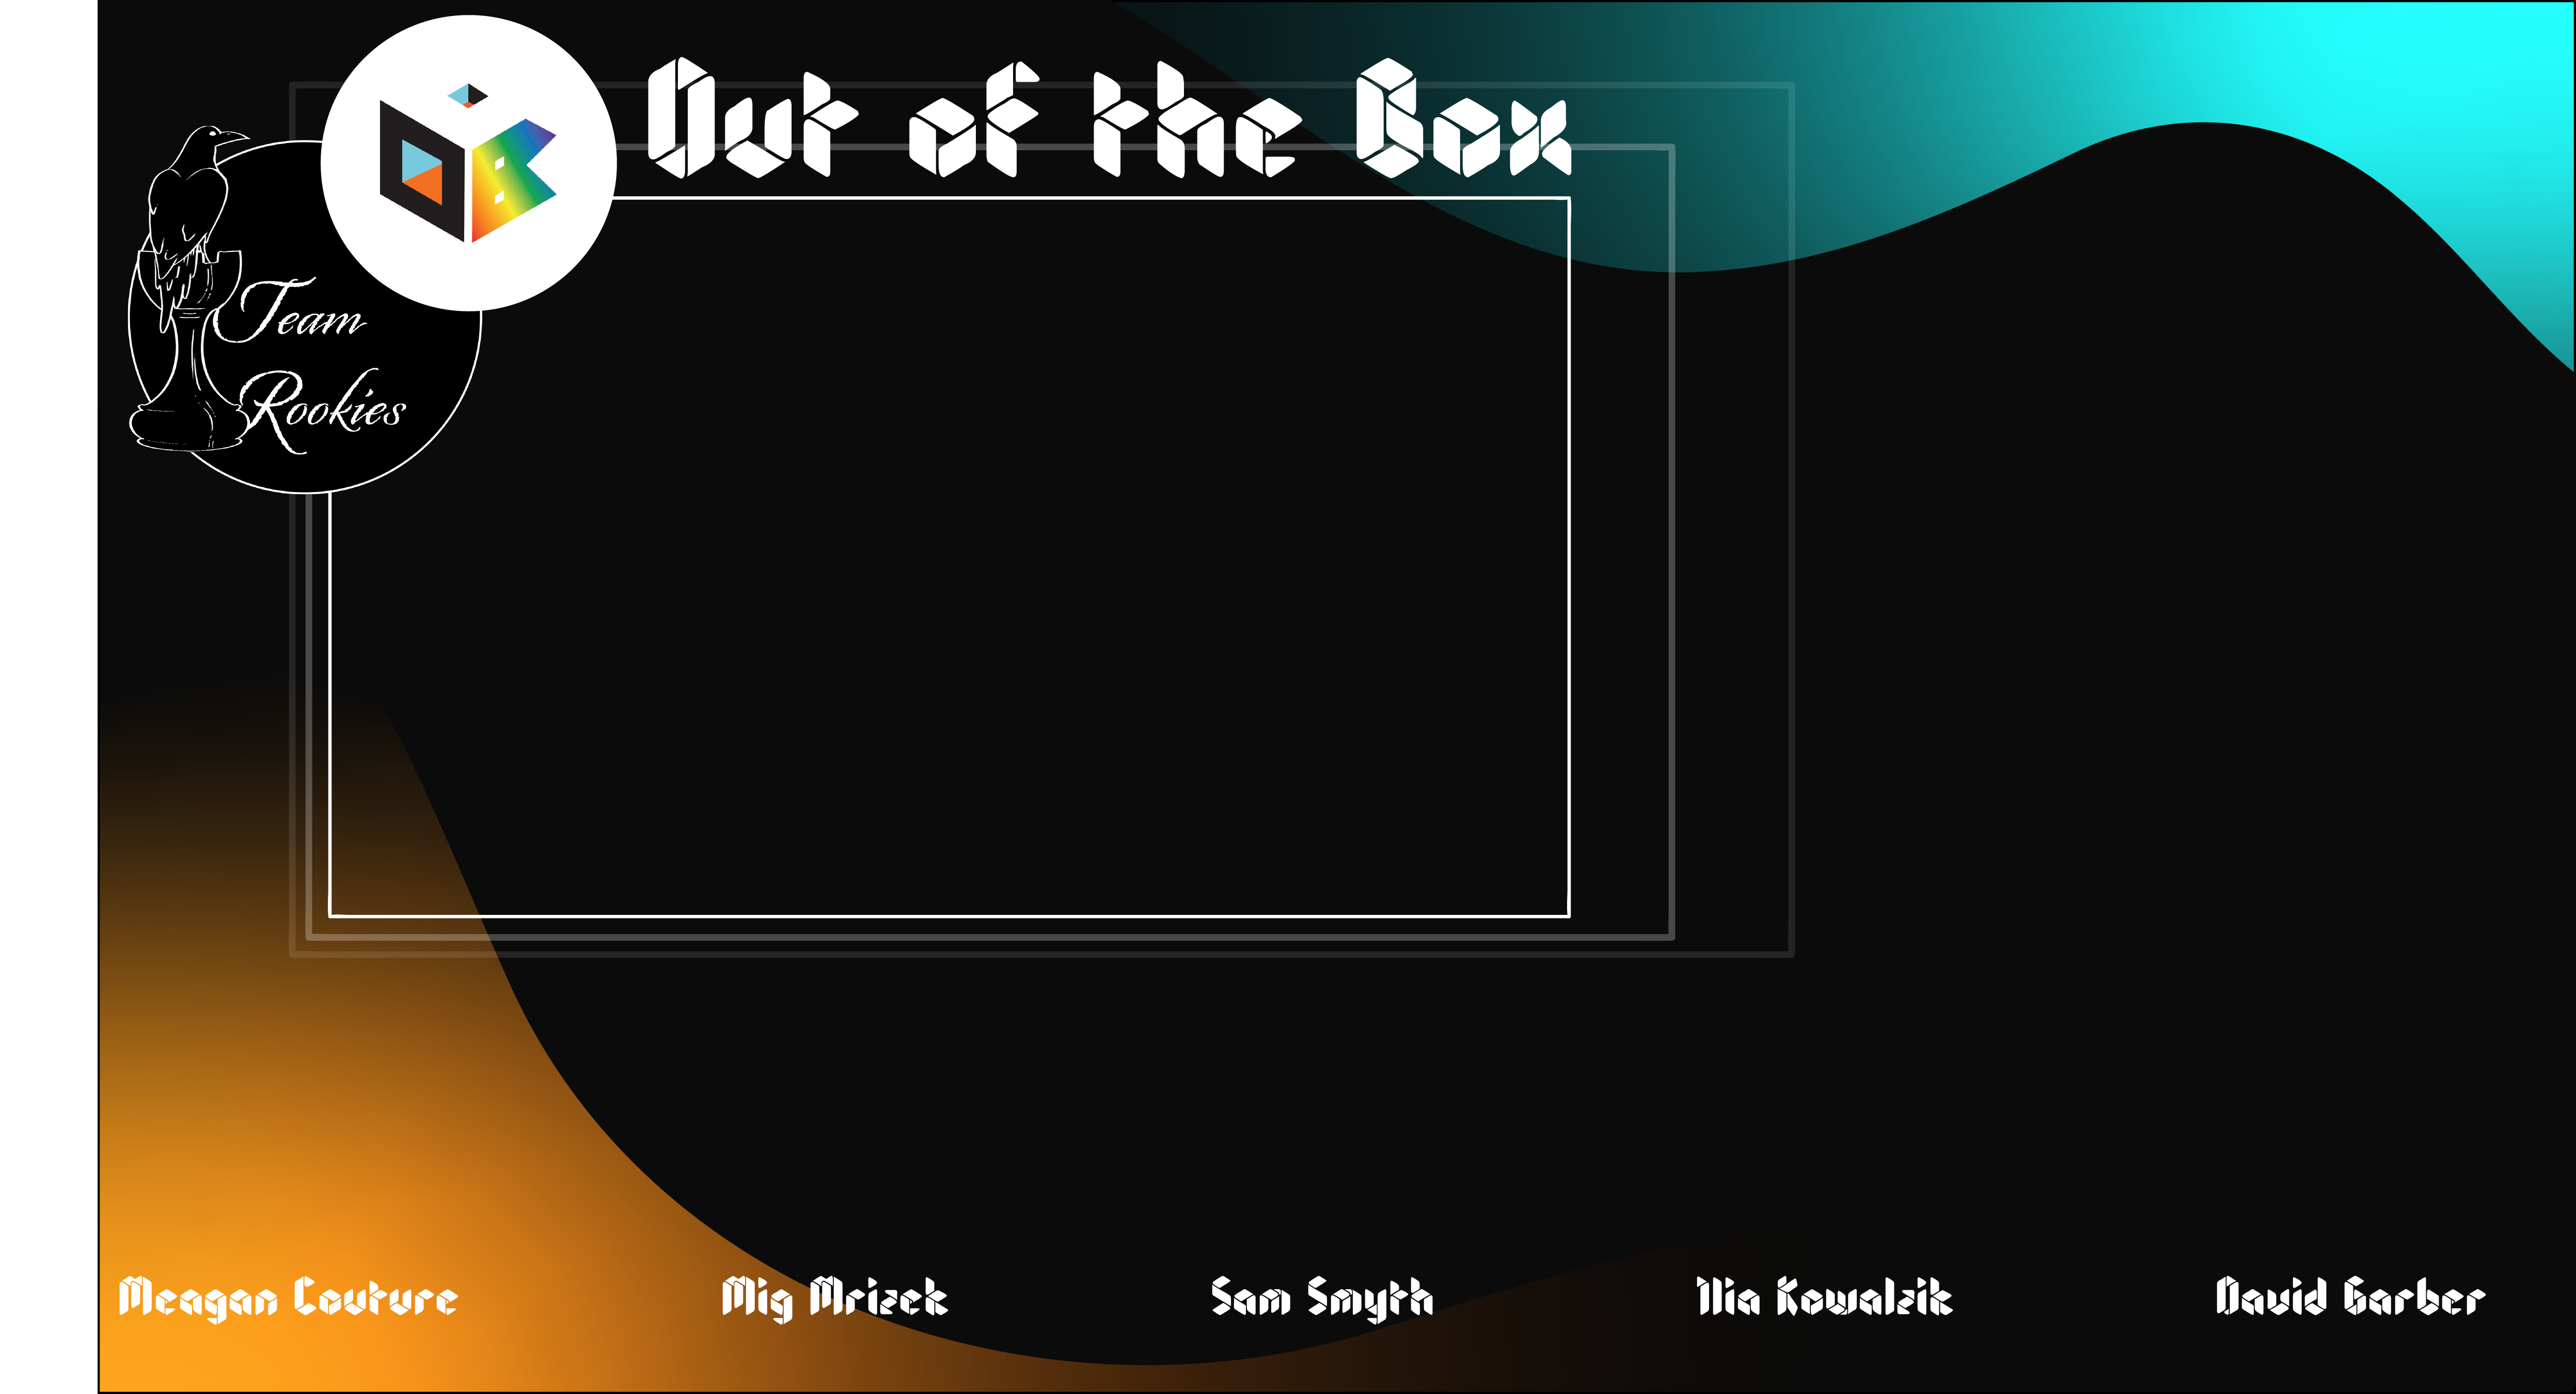 Out of the Box
Team
Rookies
Meagan Couture
Mig Mrizek
Sam Smyth
Ilia Kowalzik
David Garber